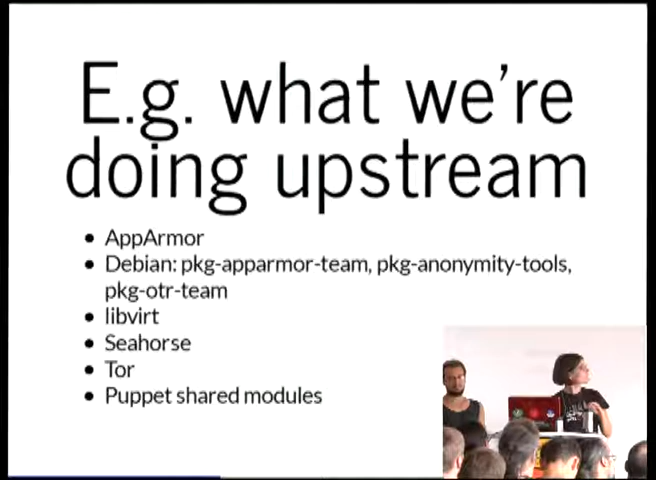 E.g. what we're
doing upstream
AppArmor
Debian: pkg-apparmor-team, pkg-anonymity-tools,
pkg-otr-team
libvirt
Seahorse
Tor
Puppet shared modules